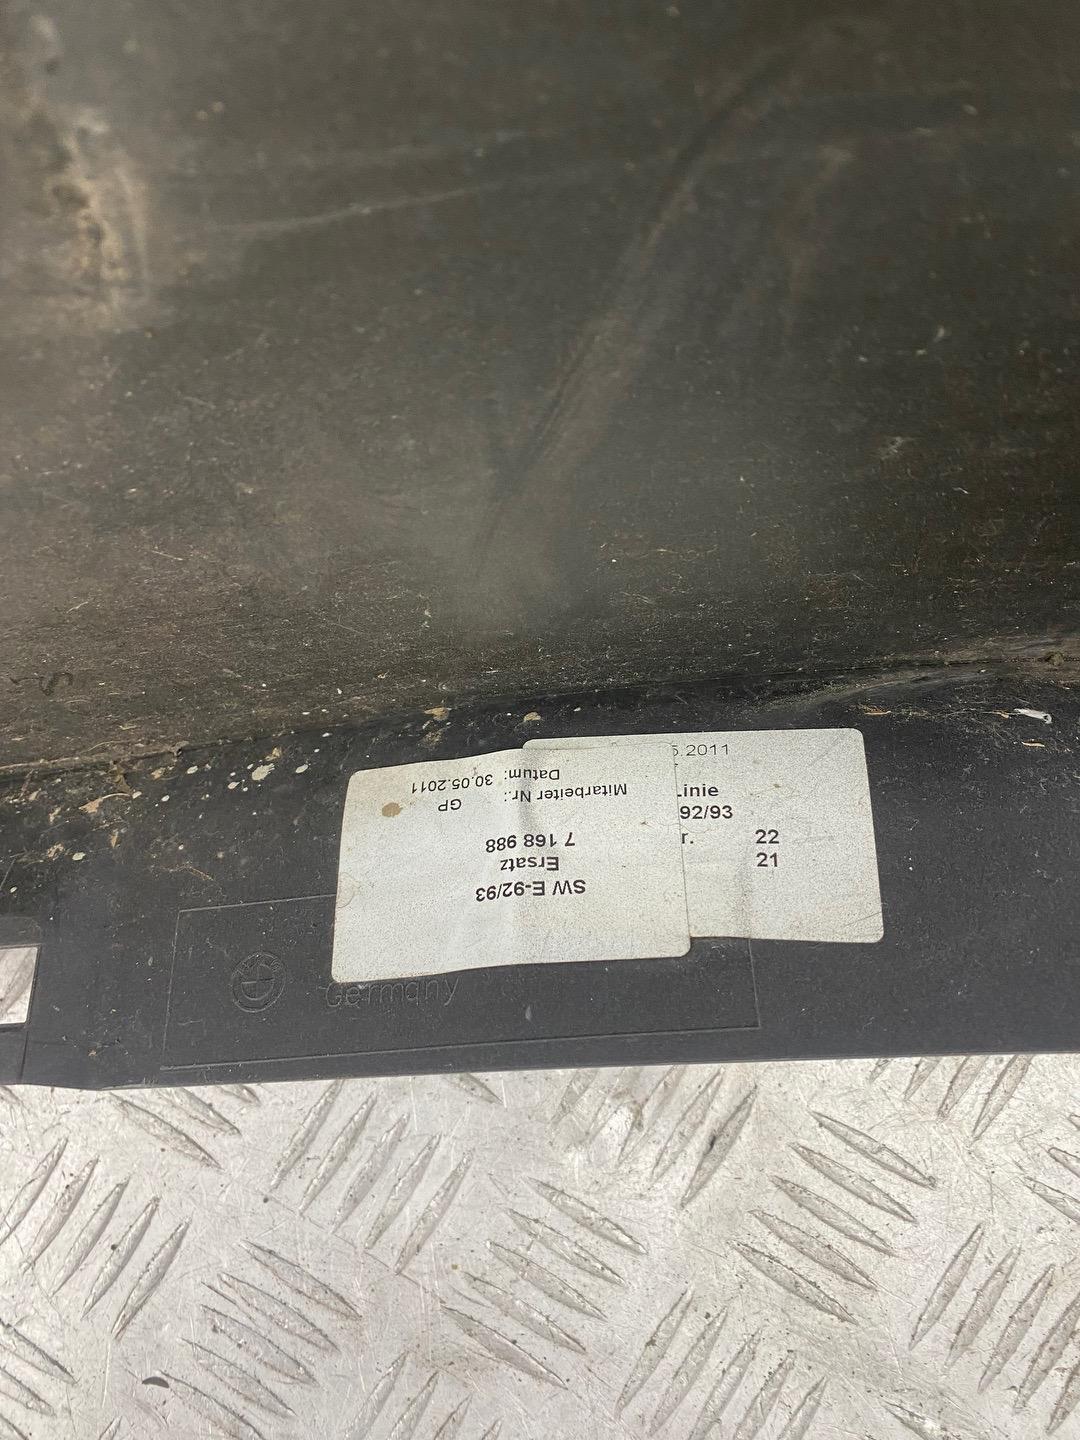 SW E-92/93
Ersatz
7 168 988
Mitarbeiter Nr.: GP
Datum: 30.05.2011
5.2011
Linie
92/93
r. 22
21
Germany